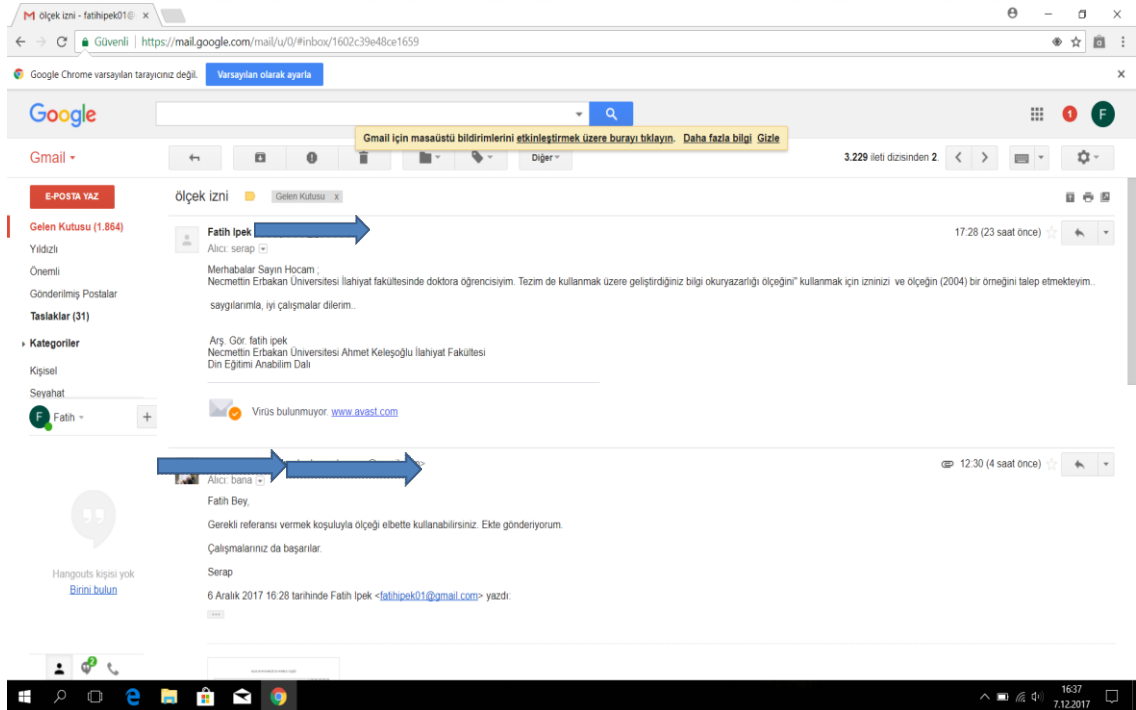 ölçek izni - fatihipek01@
Güvenli | https://mail.google.com/mail/u/0/#inbox/1602c39e48ce1659
Google Chrome varsayılan tarayıcınız değil. Varsayılan olarak ayarla
Google
Gmail için masaüstü bildirimlerini etkinleştirmek üzere burayı tıklayın. Daha fazla bilgi Gizle
1 F
Gmail
Diğer
3.229 ileti dizisinden 2
E-POSTA YAZ
ölçek izni Gelen Kutusu x
Gelen Kutusu (1.864)
Yıldızlı
Önemli
Gönderilmiş Postalar
Taslaklar (31)
Kategoriler
Kişisel
Seyahat
F Fatih
Hangouts kişisi yok
Birini bulun
2
Fatih Ipek
17:28 (23 saat önce)
Alıcı: serap
Merhabalar Sayın Hocam ;
Necmettin Erbakan Üniversitesi İlahiyat fakültesinde doktora öğrencisiyim. Tezim de kullanmak üzere geliştirdiğiniz bilgi okuryazarlığı ölçeğini" kullanmak için izninizi ve ölçeğin (2004) bir örneğini talep etmekteyim..
saygılarımla, iyi çalışmalar dilerim..
Arş. Gör. fatih ipek
Necmettin Erbakan Üniversitesi Ahmet Keleşoğlu İlahiyat Fakültesi
Din Eğitimi Anabilim Dalı
Virüs bulunmuyor. www.avast.com
12:30 (4 saat önce)
Alıcı: bana
Fatih Bey,
Gerekli referansı vermek koşuluyla ölçeği elbette kullanabilirsiniz. Ekte gönderiyorum.
Çalışmalarınız da başarılar.
Serap
6 Aralık 2017 16:28 tarihinde Fatih Ipek <fatihipek01@gmail.com> yazdı:
16:37
7.12.2017